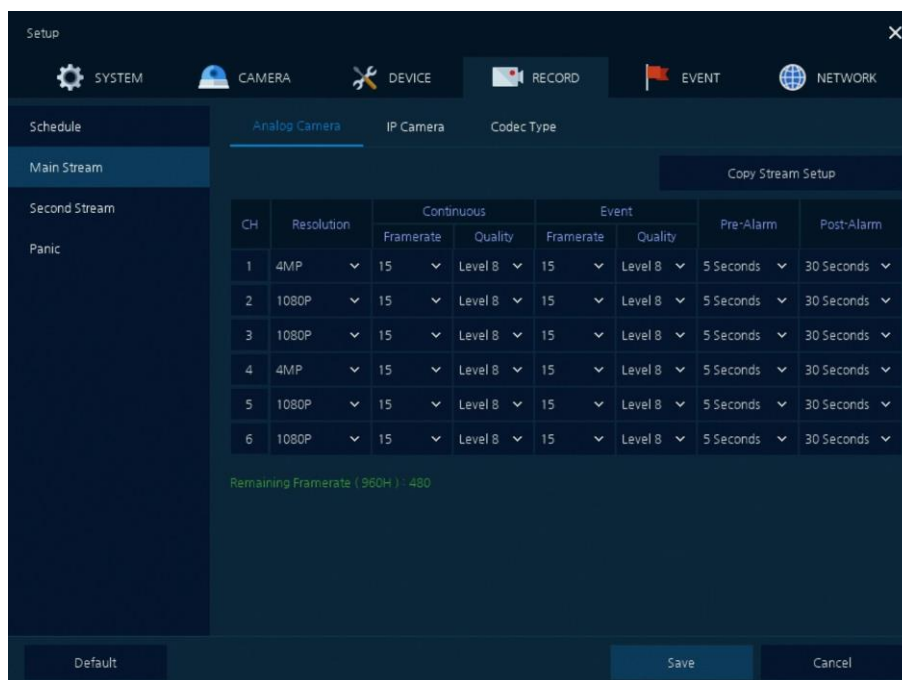 Setup
SYSTEM CAMERA DEVICE RECORD EVENT NETWORK
Schedule
Main Stream
Second Stream
Panic
Analog Camera IP Camera Codec Type
Copy Stream Setup
CH Resolution Continuous Event Pre-Alarm Post-Alarm
Framerate Quality Framerate Quality
1 4MP 15 Level 8 15 Level 8 5 Seconds 30 Seconds
2 1080P 15 Level 8 15 Level 8 5 Seconds 30 Seconds
3 1080P 15 Level 8 15 Level 8 5 Seconds 30 Seconds
4 4MP 15 Level 8 15 Level 8 5 Seconds 30 Seconds
5 1080P 15 Level 8 15 Level 8 5 Seconds 30 Seconds
6 1080P 15 Level 8 15 Level 8 5 Seconds 30 Seconds
Remaining Framerate ( 960H ) : 480
Default Save Cancel